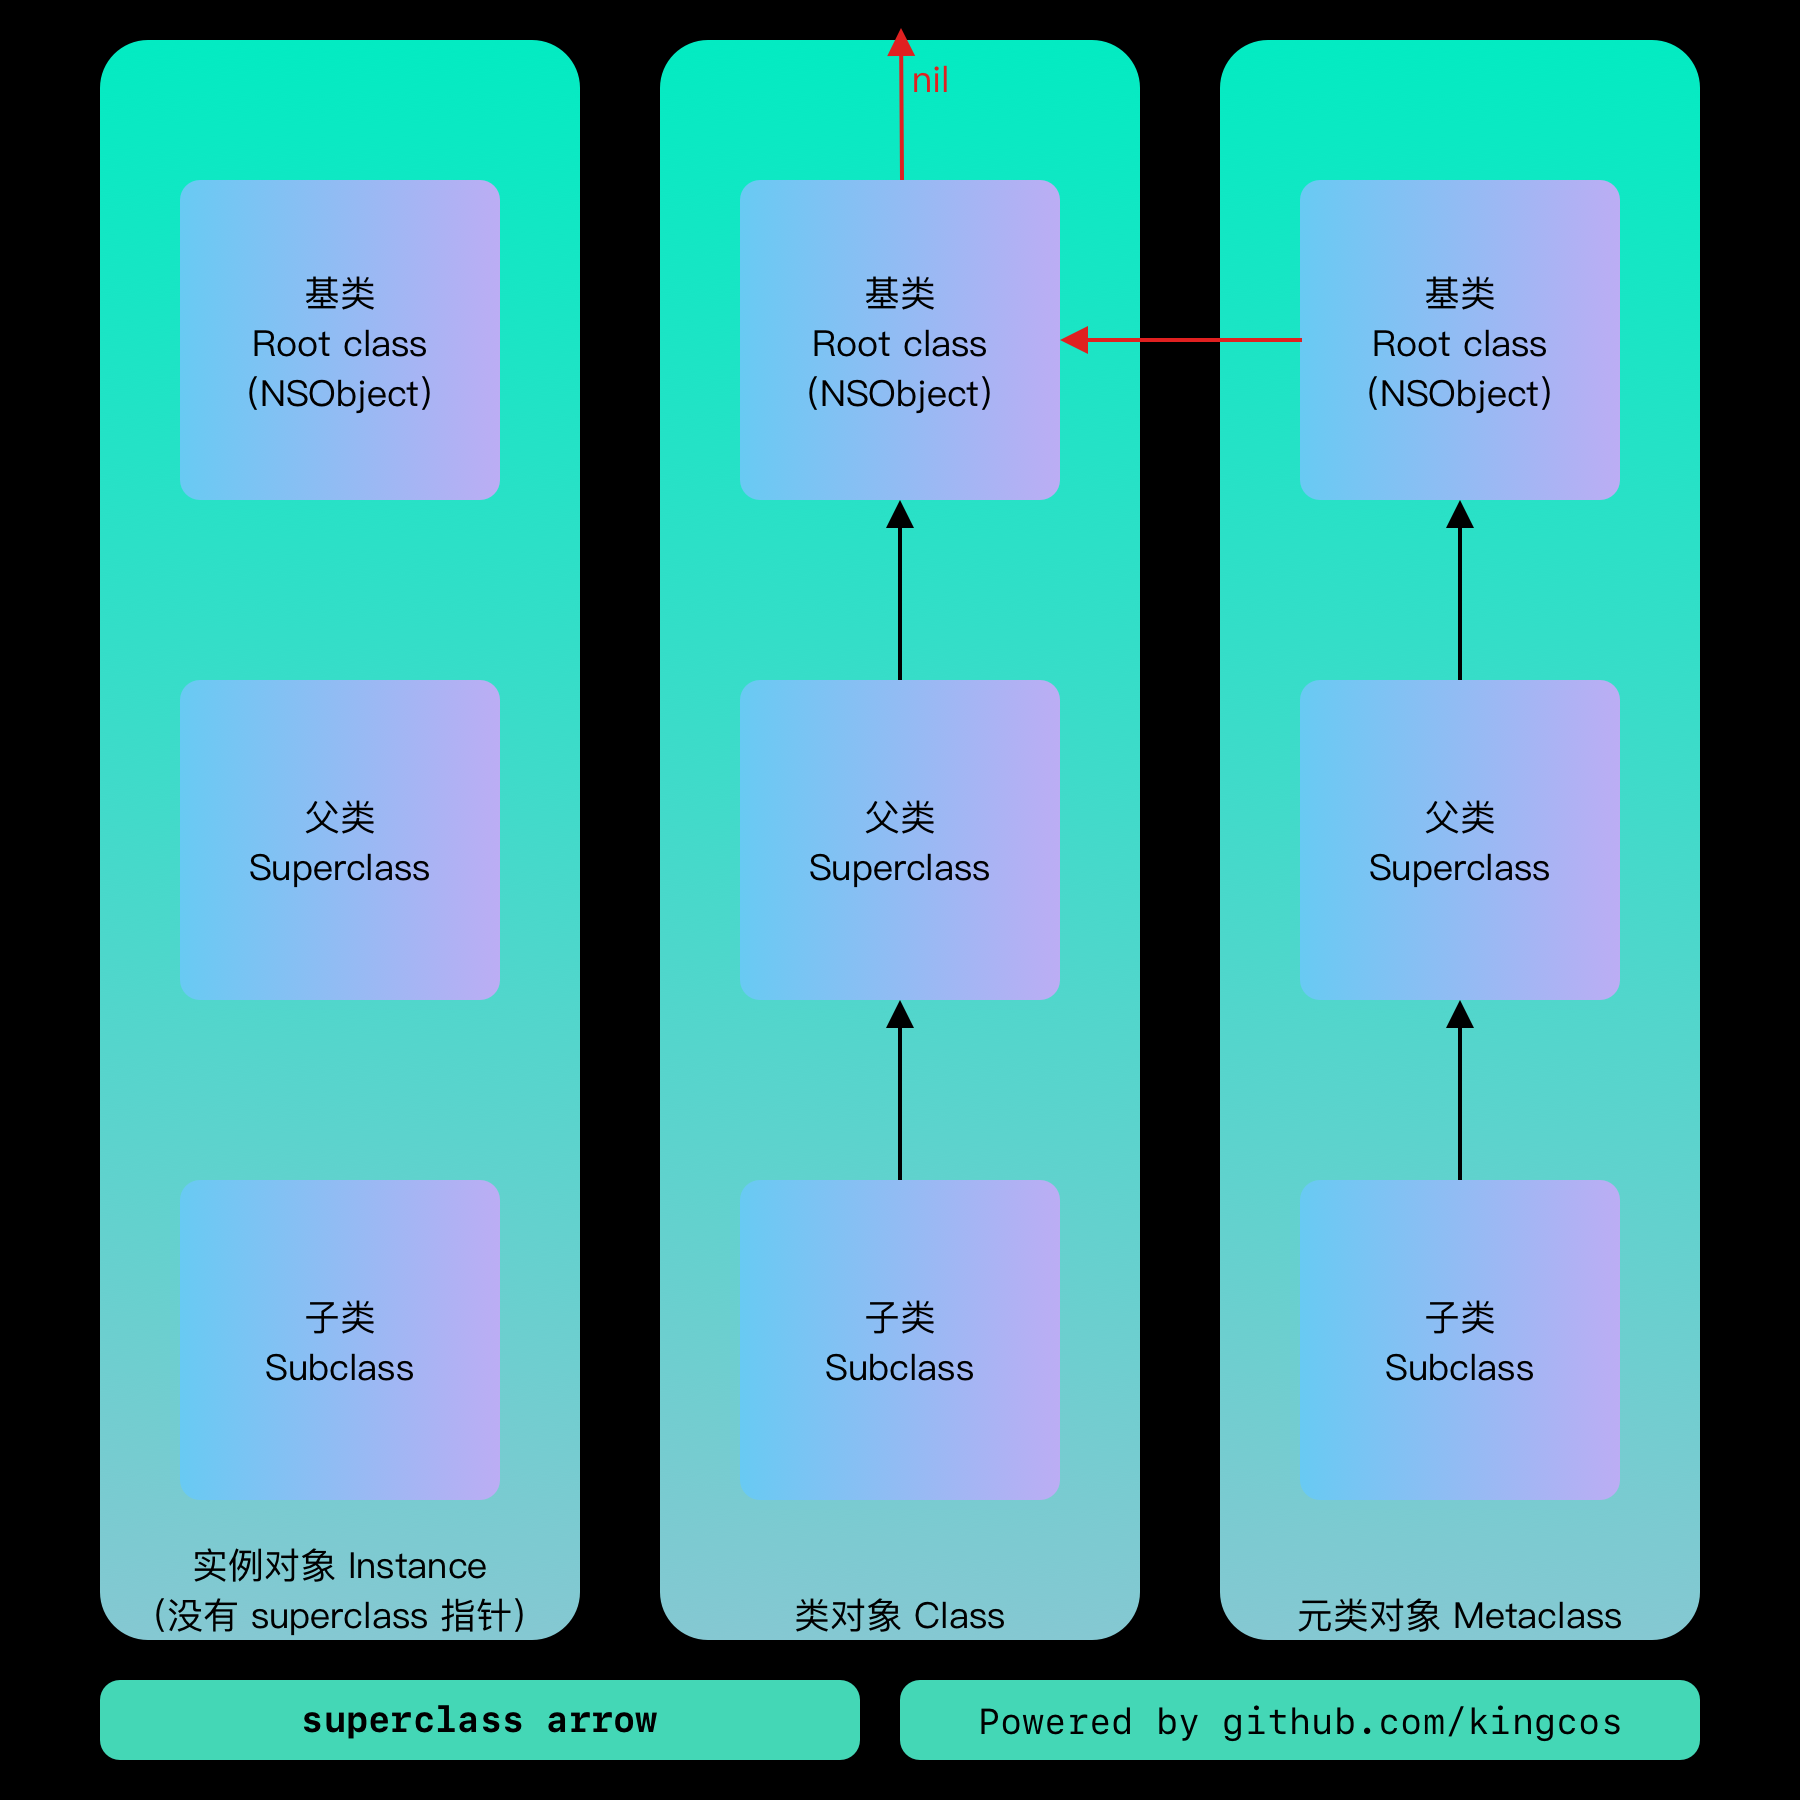 nil
基类
Root class
(NSObject)
基类
Root class
(NSObject)
基类
Root class
(NSObject)
父类
Superclass
父类
Superclass
父类
Superclass
子类
Subclass
子类
Subclass
子类
Subclass
实例对象 Instance
(没有 superclass 指针)
类对象 Class
元类对象 Metaclass
superclass arrow
Powered by github.com/kingcos